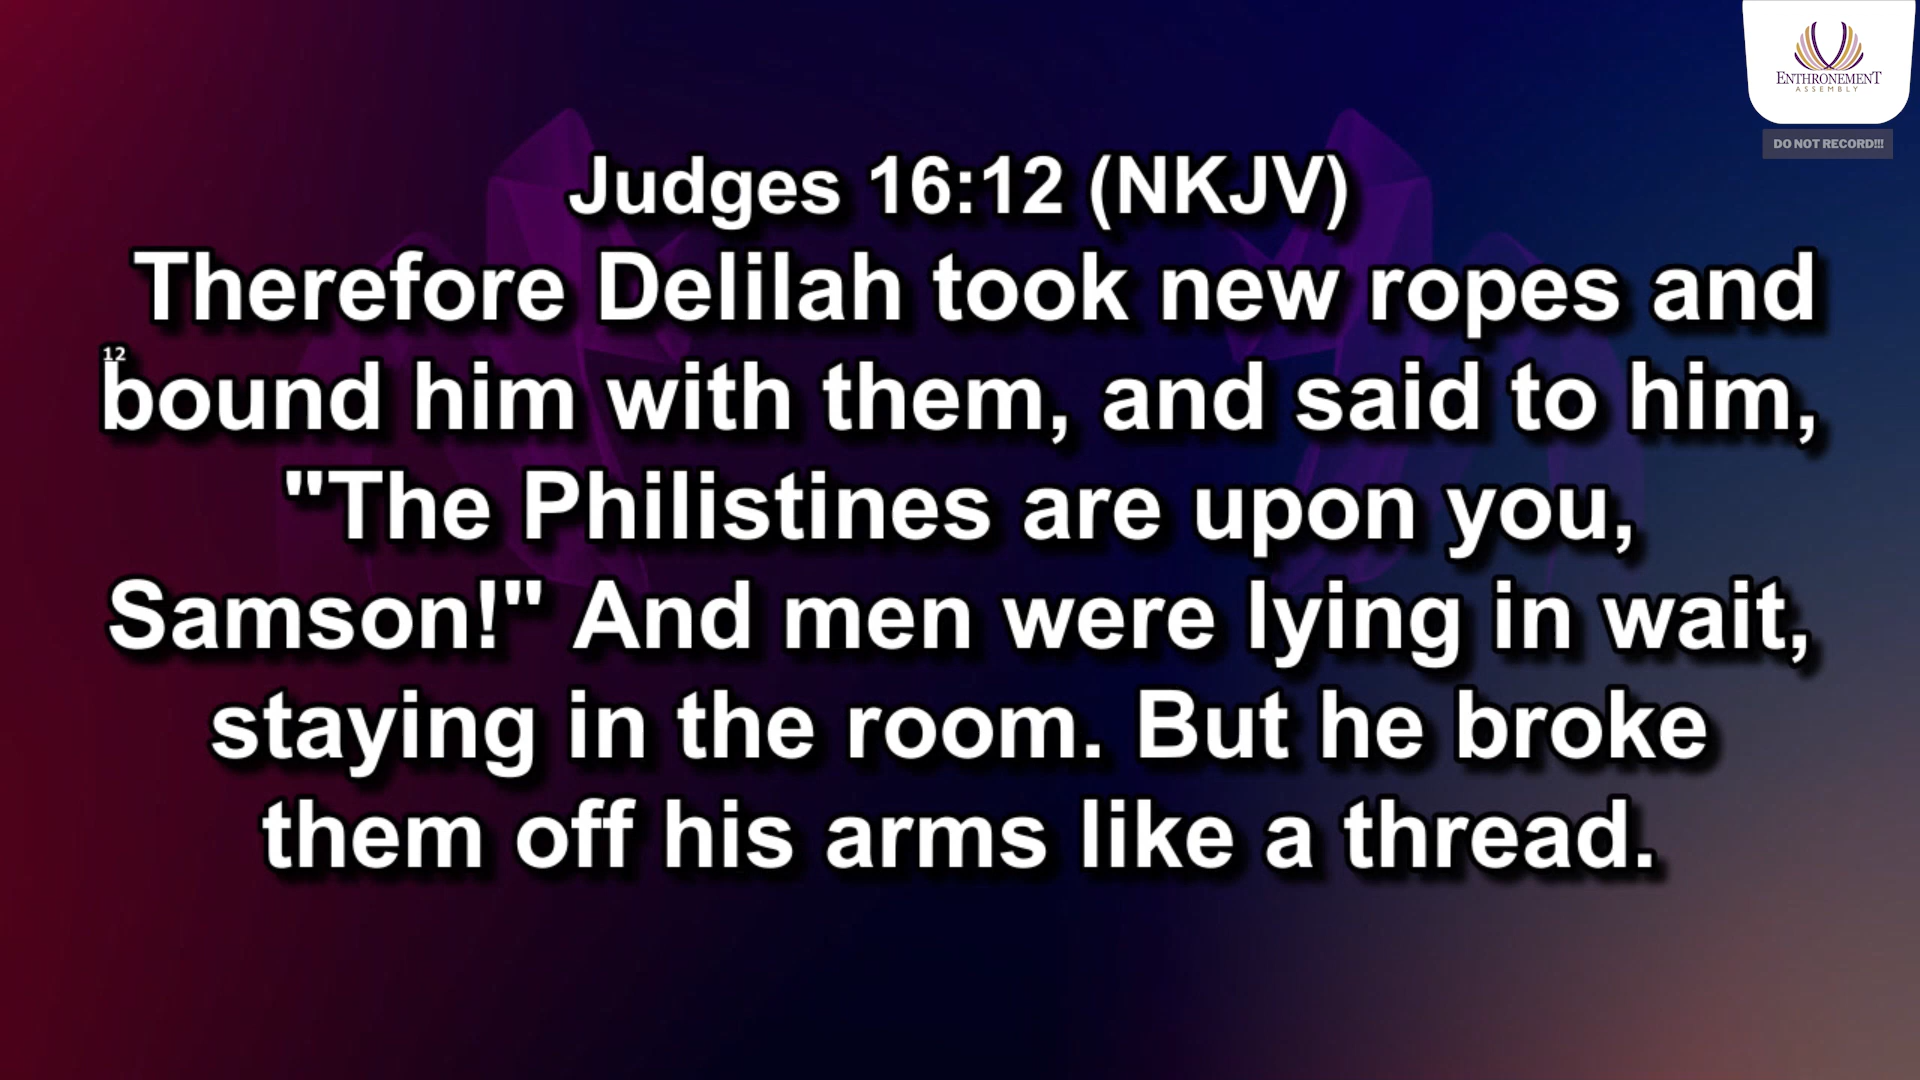 ENTHRONEMENT
ASSEMBLY
DO NOT RECORD!!!
Judges 16:12 (NKJV)
Therefore Delilah took new ropes and
12
bound him with them, and said to him,
"The Philistines are upon you,
Samson!" And men were lying in wait,
staying in the room. But he broke
them off his arms like a thread.